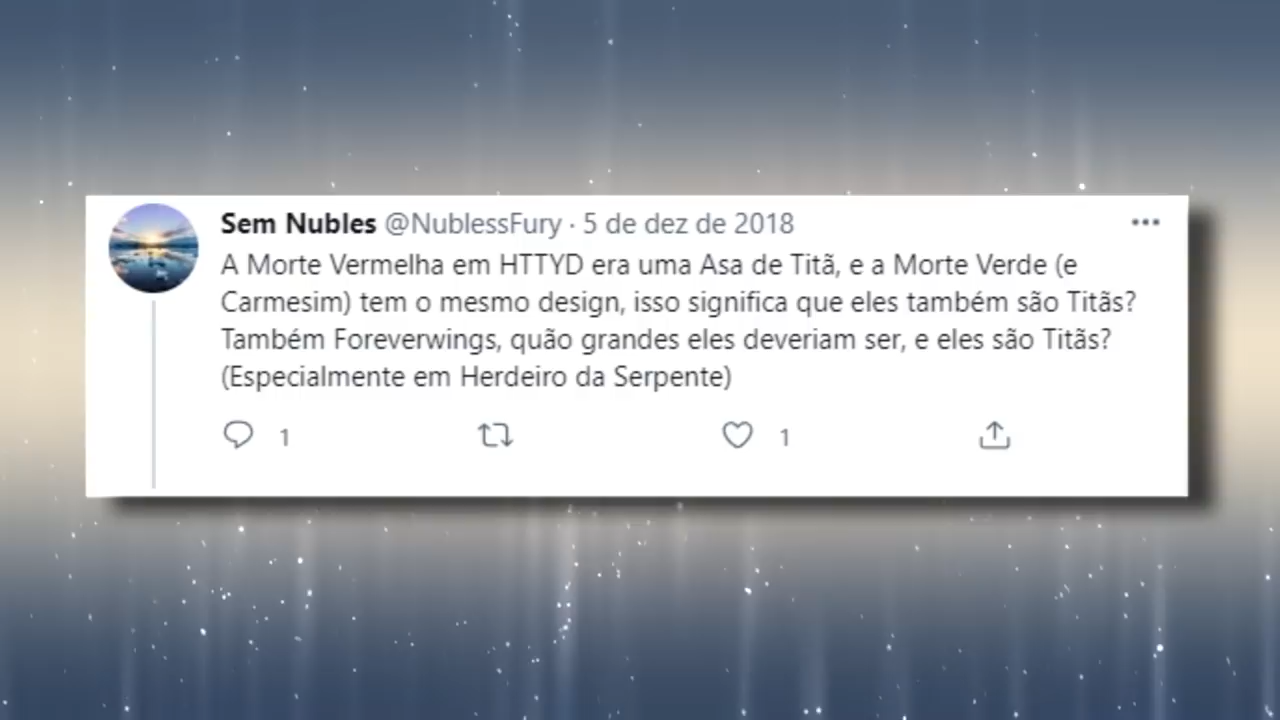 Sem Nubles @NublessFury · 5 de dez de 2018
A Morte Vermelha em HTTYD era uma Asa de Titã, e a Morte Verde (e
Carmesim) tem o mesmo design, isso significa que eles também são Titãs?
Também Foreverwings, quão grandes eles deveriam ser, e eles são Titãs?
(Especialmente em Herdeiro da Serpente)
1 1